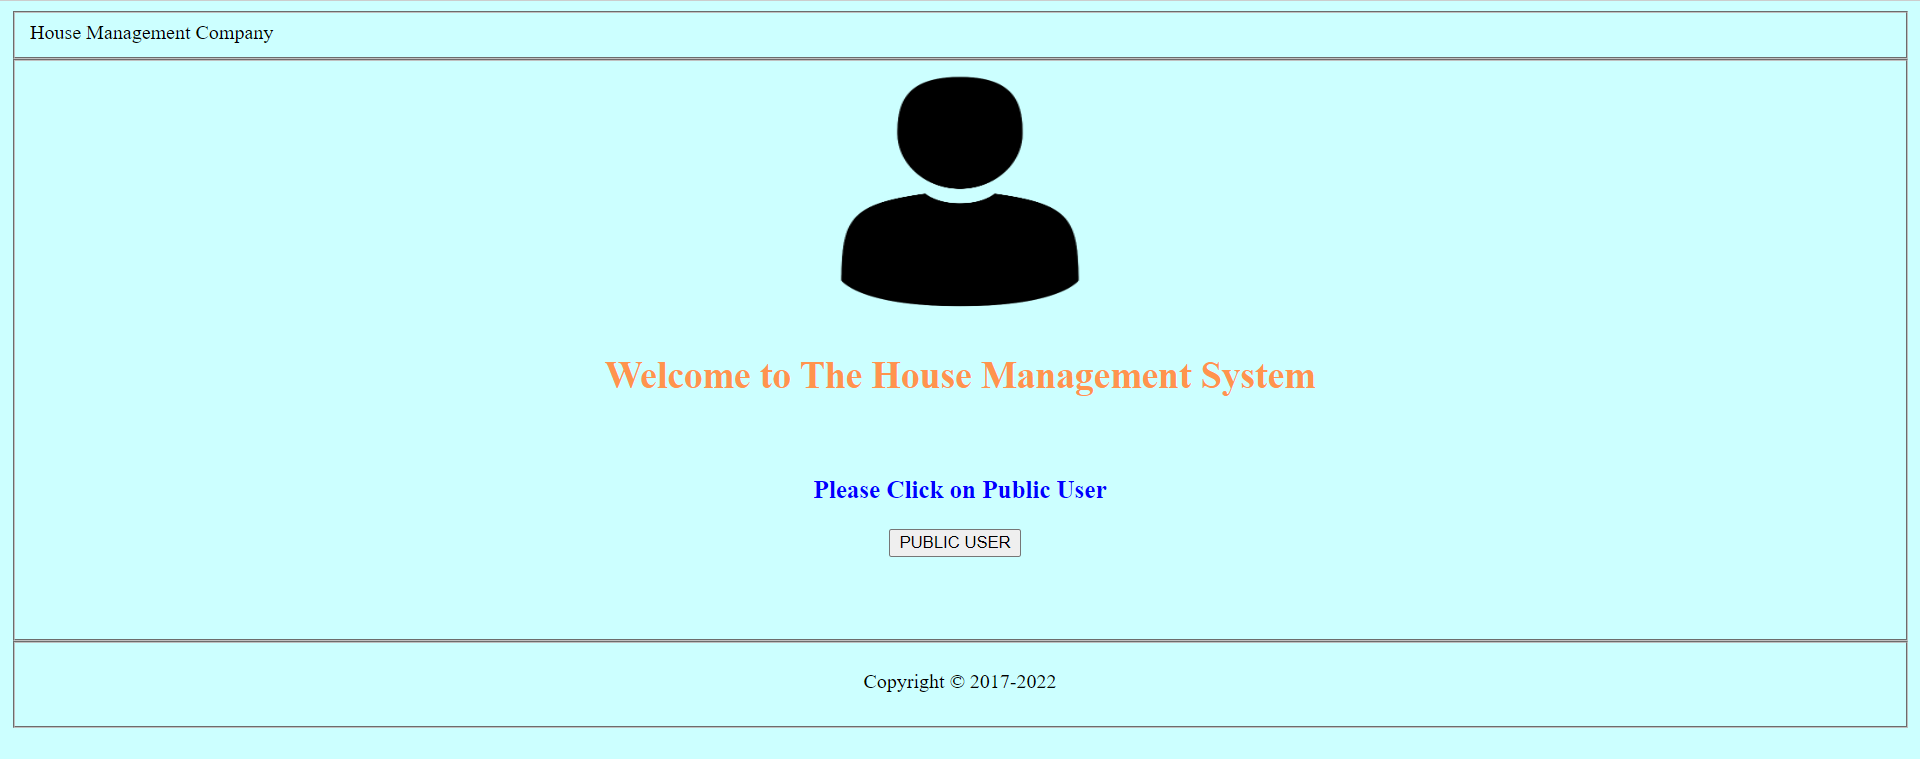 House Management Company
Welcome to The House Management System
Please Click on Public User
PUBLIC USER
Copyright © 2017-2022